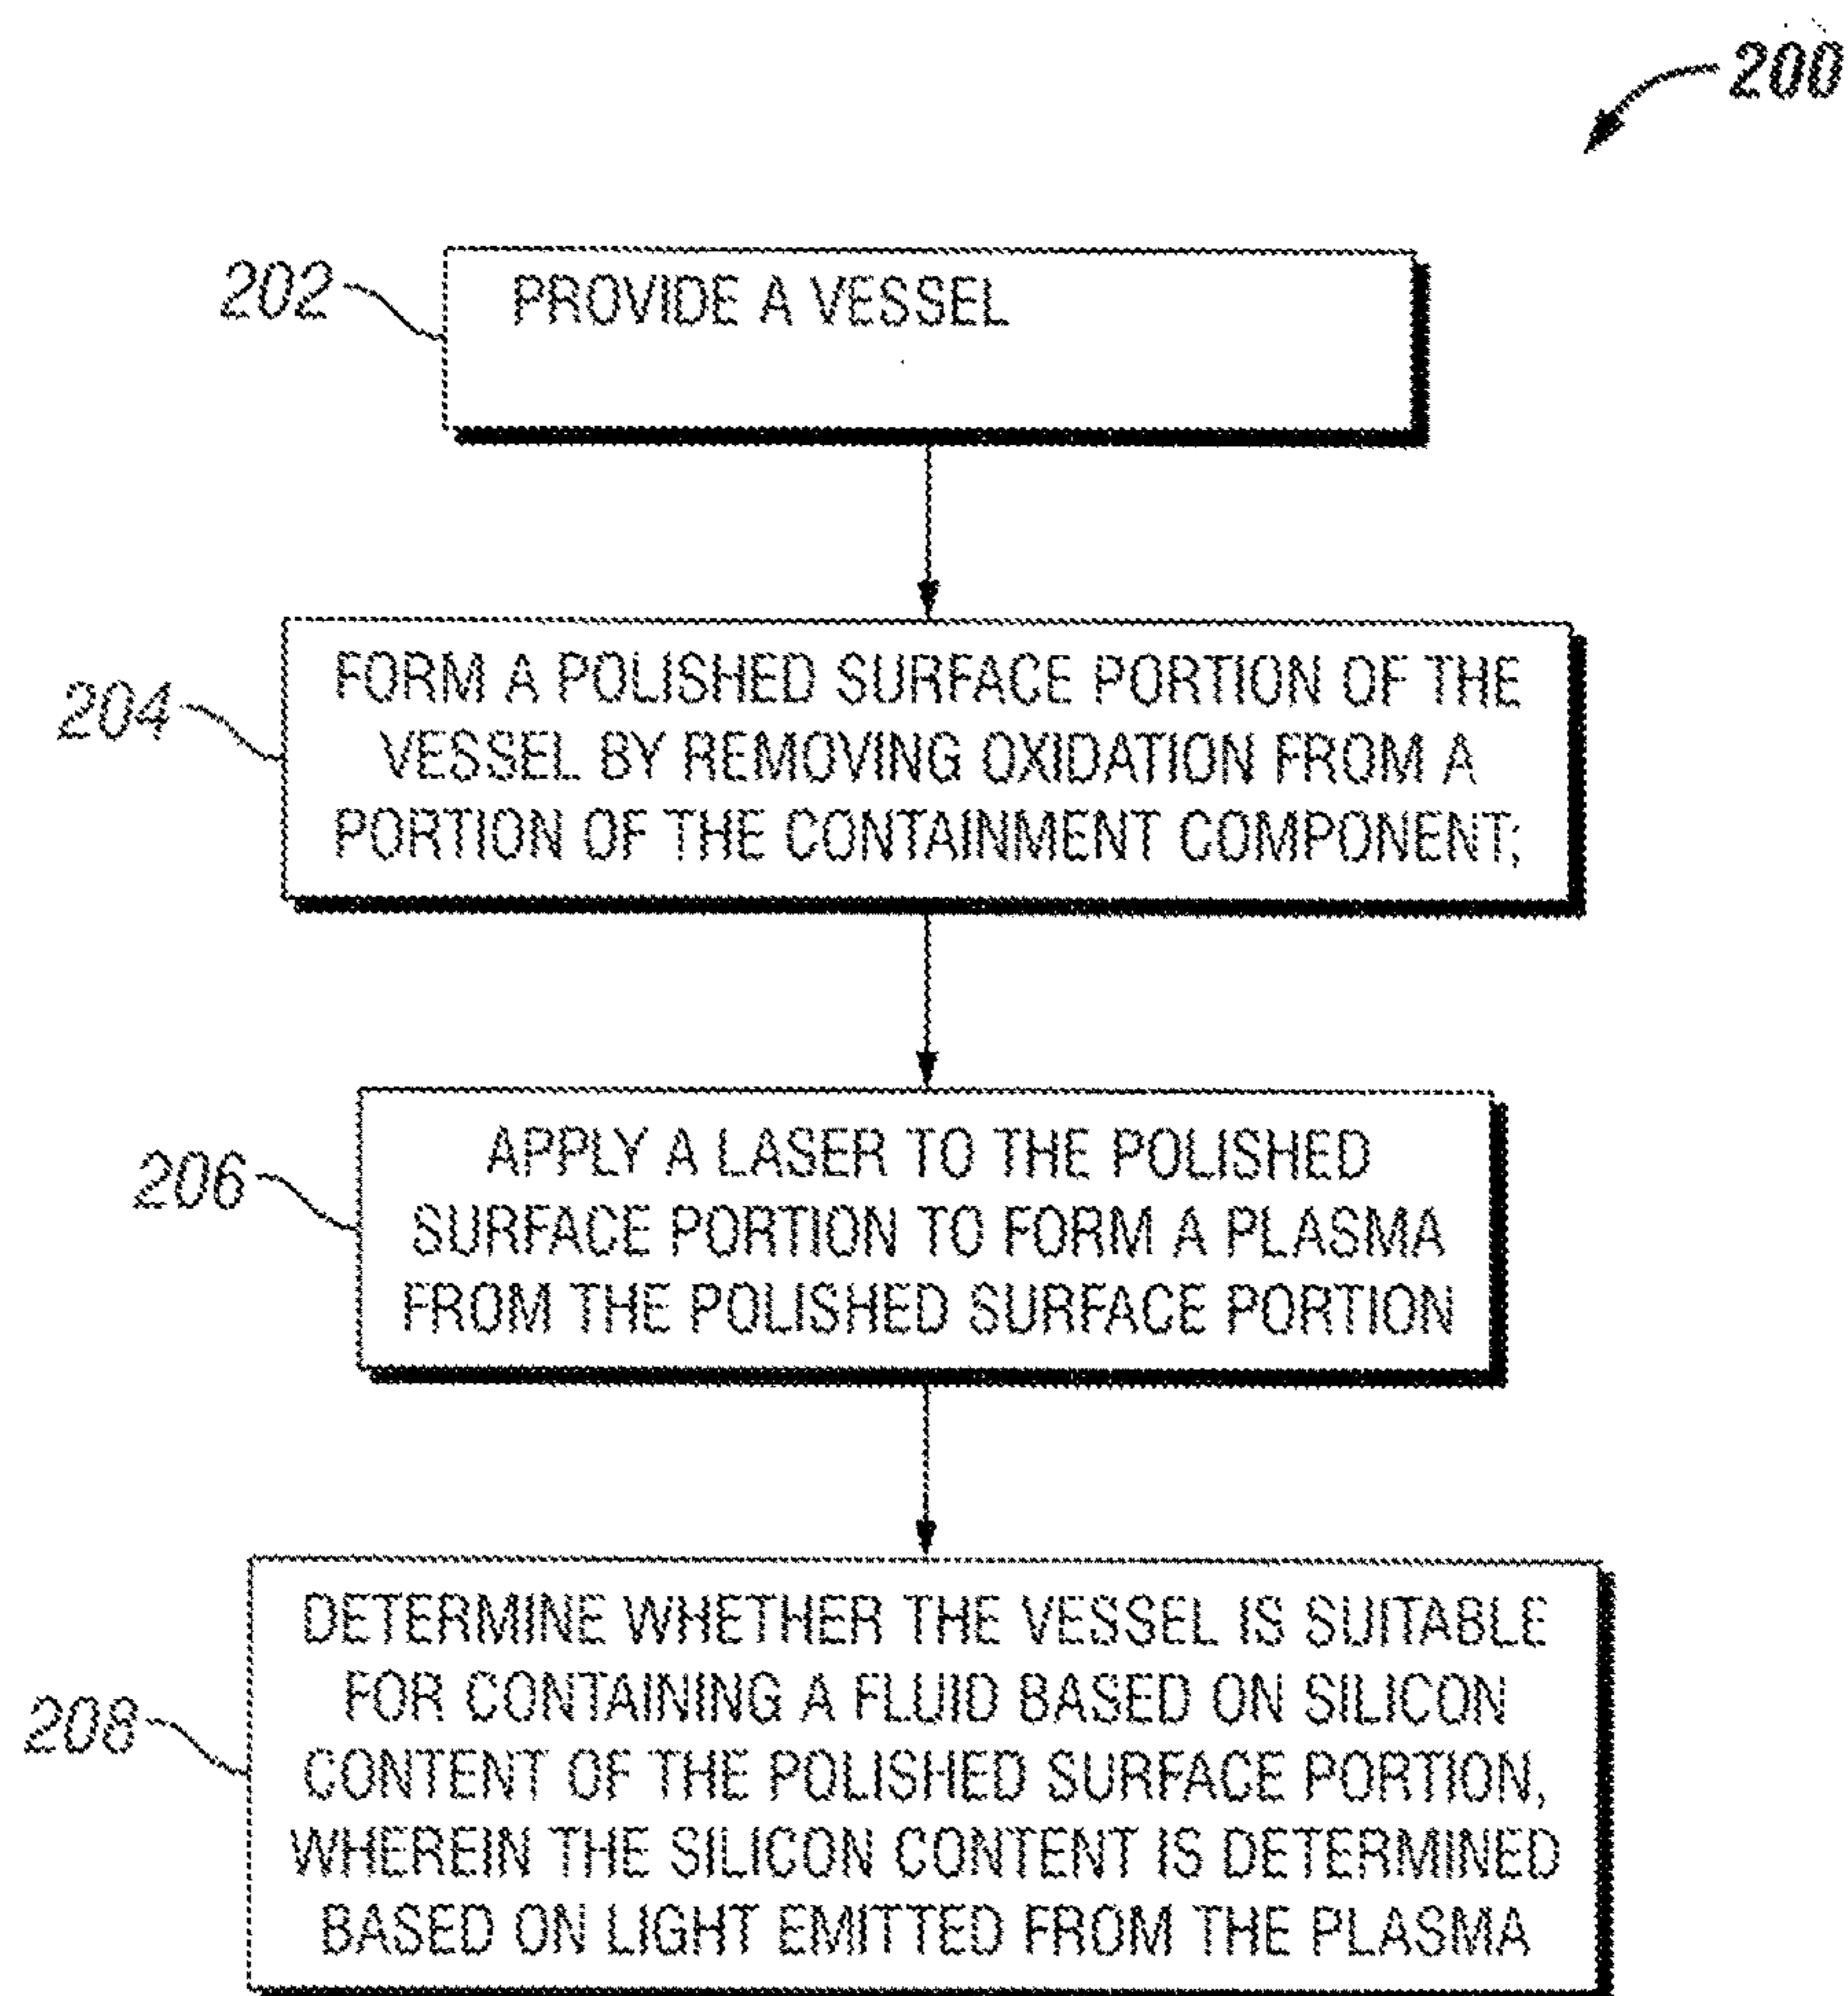 200
202
PROVIDE A VESSEL
204
FORM A POLISHED SURFACE PORTION OF THE
VESSEL BY REMOVING OXIDATION FROM A
PORTION OF THE CONTAINMENT COMPONENT;
206
APPLY A LASER TO THE POLISHED
SURFACE PORTION TO FORM A PLASMA
FROM THE POLISHED SURFACE PORTION
208
DETERMINE WHETHER THE VESSEL IS SUITABLE
FOR CONTAINING A FLUID BASED ON SILICON
CONTENT OF THE POLISHED SURFACE PORTION,
WHEREIN THE SILICON CONTENT IS DETERMINED
BASED ON LIGHT EMITTED FROM THE PLASMA